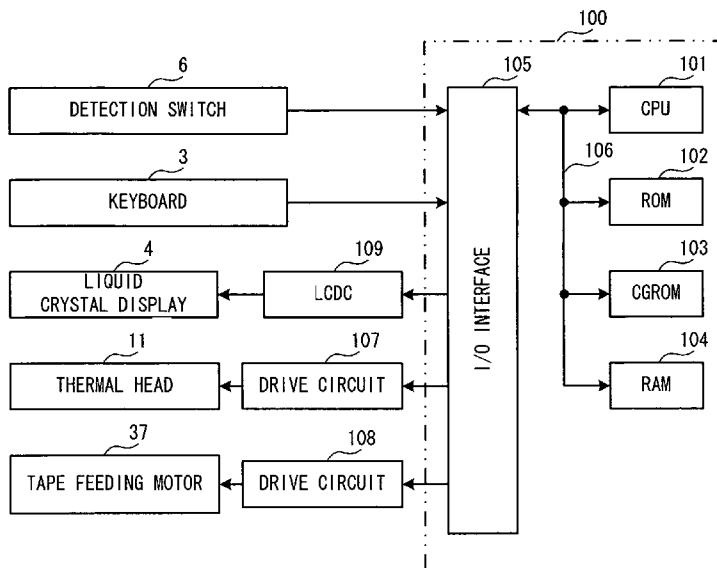 100
6
105
101
DETECTION SWITCH
CPU
106
3
102
KEYBOARD
ROM
4
109
103
LIQUID
CRYSTAL DISPLAY
LCDC
CGROM
I/O INTERFACE
11
107
104
THERMAL HEAD
DRIVE CIRCUIT
RAM
37
108
TAPE FEEDING MOTOR
DRIVE CIRCUIT